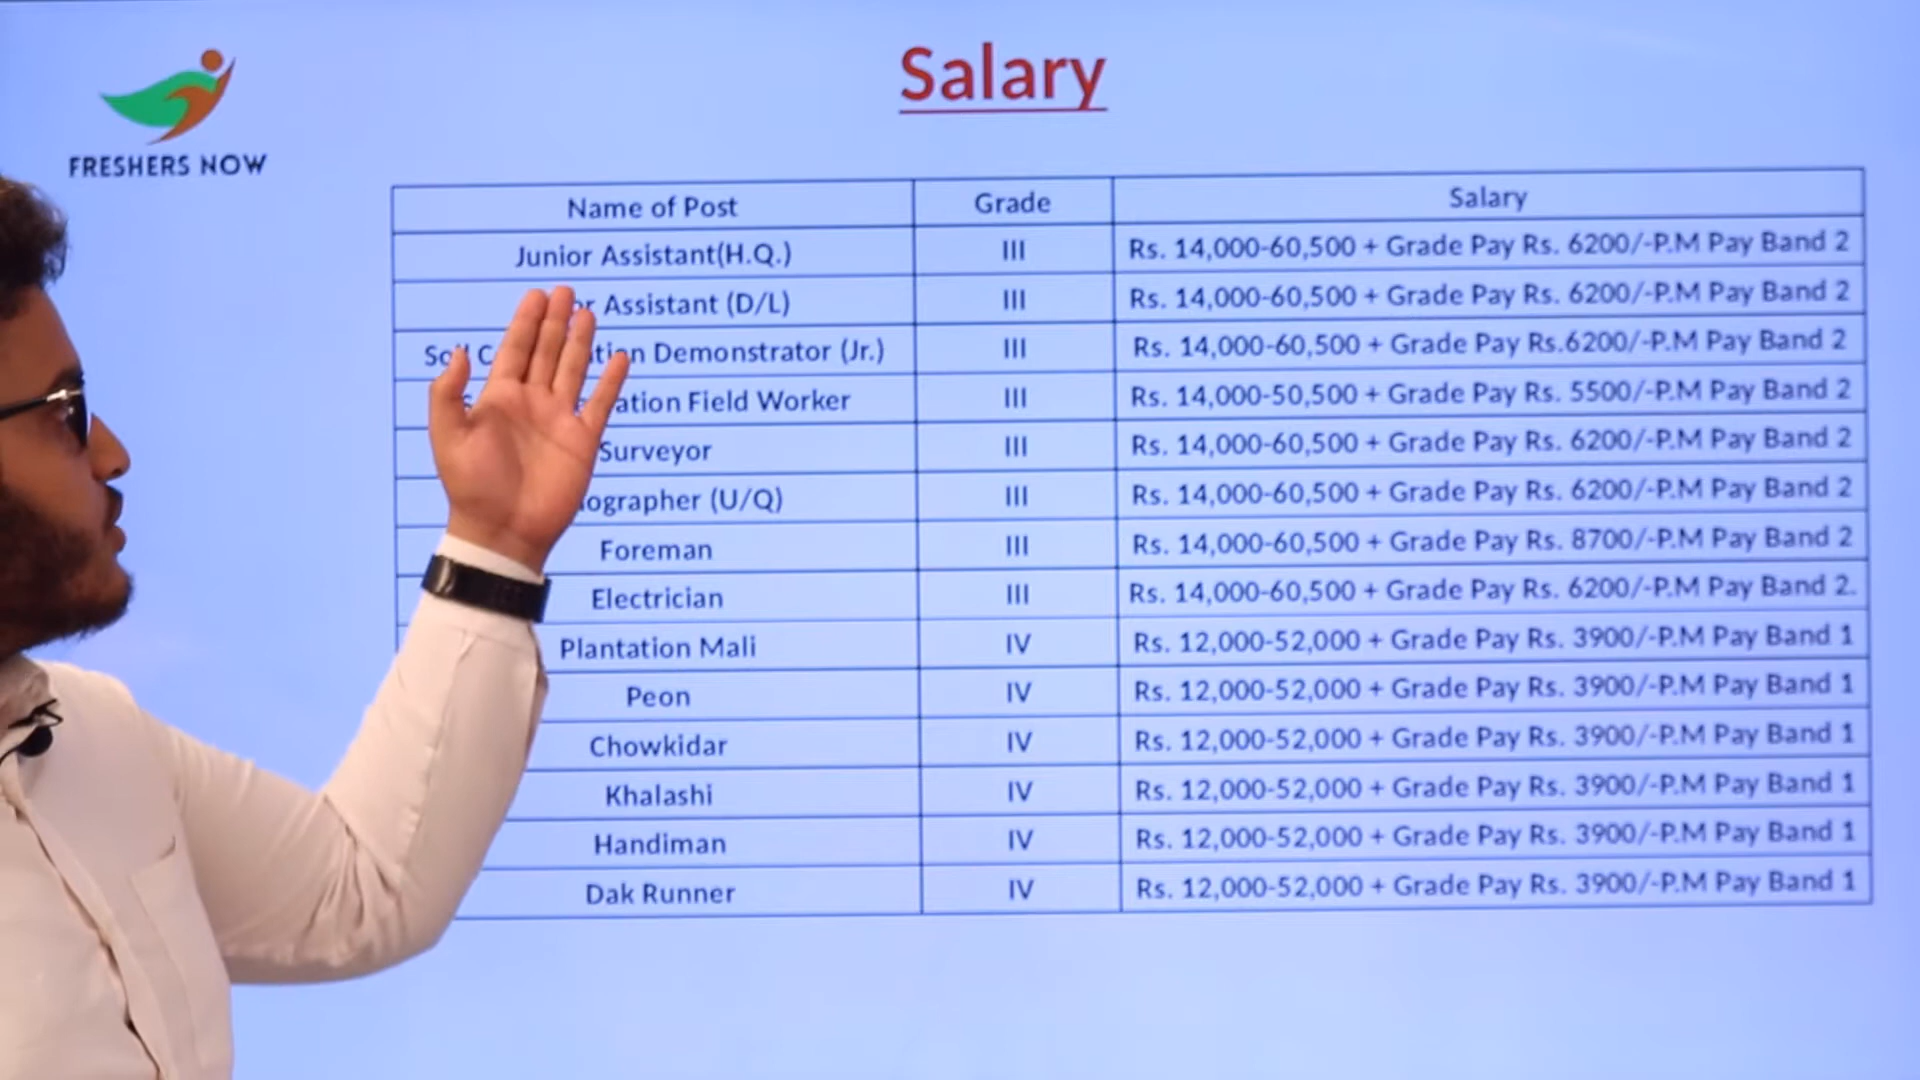 FRESHERS NOW
Salary
Name of Post Grade Salary
Junior Assistant(H.Q.) III Rs. 14,000-60,500 + Grade Pay Rs. 6200/-P.M Pay Band 2
Assistant (D/L) III Rs. 14,000-60,500 + Grade Pay Rs. 6200/-P.M Pay Band 2
Demonstrator (Jr.) III Rs. 14,000-60,500 + Grade Pay Rs.6200/-P.M Pay Band 2
Field Worker III Rs. 14,000-50,500 + Grade Pay Rs. 5500/-P.M Pay Band 2
Surveyor III Rs. 14,000-60,500 + Grade Pay Rs. 6200/-P.M Pay Band 2
(U/Q) III Rs. 14,000-60,500 + Grade Pay Rs. 6200/-P.M Pay Band 2
Foreman III Rs. 14,000-60,500 + Grade Pay Rs. 8700/-P.M Pay Band 2
Electrician III Rs. 14,000-60,500 + Grade Pay Rs. 6200/-P.M Pay Band 2.
Plantation Mali IV Rs. 12,000-52,000 + Grade Pay Rs. 3900/-P.M Pay Band 1
Peon IV Rs. 12,000-52,000 + Grade Pay Rs. 3900/-P.M Pay Band 1
Chowkidar IV Rs. 12,000-52,000 + Grade Pay Rs. 3900/-P.M Pay Band 1
Khalashi IV Rs. 12,000-52,000 + Grade Pay Rs. 3900/-P.M Pay Band 1
Handiman IV Rs. 12,000-52,000 + Grade Pay Rs. 3900/-P.M Pay Band 1
Dak Runner IV Rs. 12,000-52,000 + Grade Pay Rs. 3900/-P.M Pay Band 1